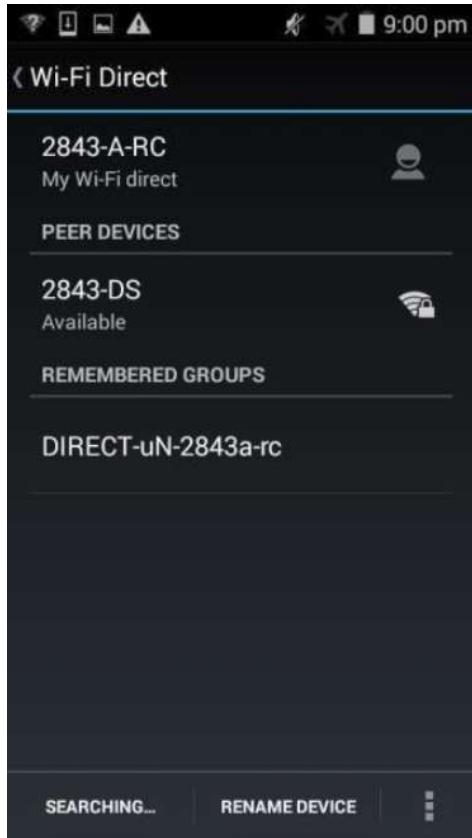 9:00 pm
Wi-Fi Direct
2843-A-RC
My Wi-Fi direct
PEER DEVICES
2843-DS
Available
REMEMBERED GROUPS
DIRECT-uN-2843a-rc
SEARCHING... RENAME DEVICE